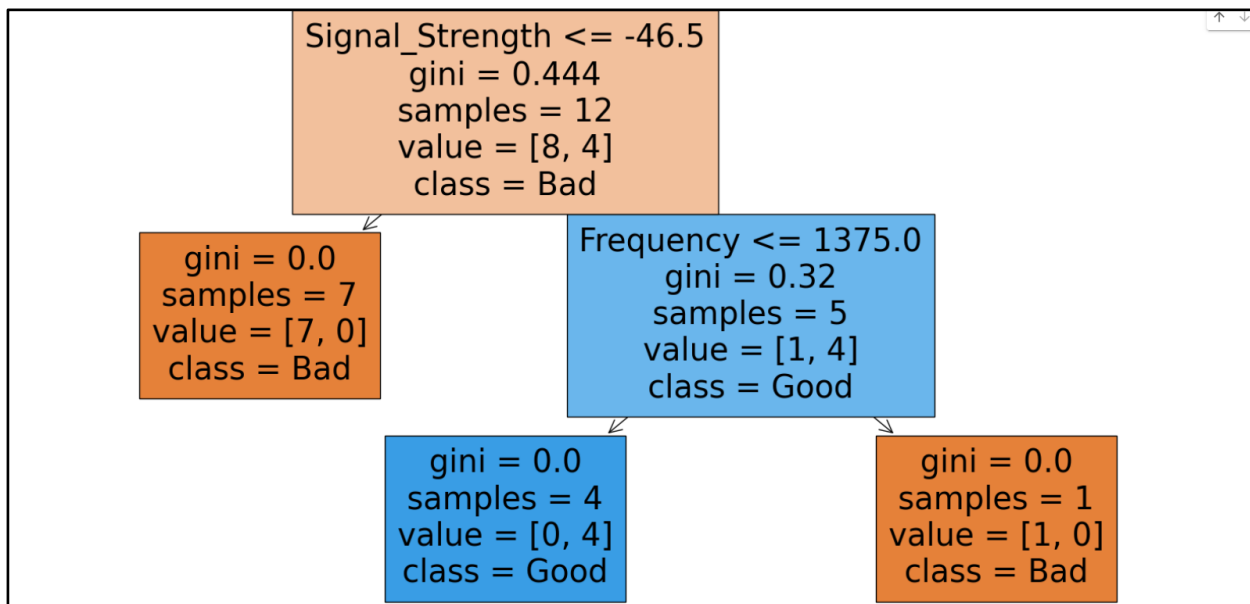 Signal_Strength <= -46.5
gini = 0.444
samples = 12
value = [8, 4]
class = Bad
gini = 0.0
samples = 7
value = [7, 0]
class = Bad
Frequency <= 1375.0
gini = 0.32
samples = 5
value = [1, 4]
class = Good
gini = 0.0
samples = 4
value = [0, 4]
class = Good
gini = 0.0
samples = 1
value = [1, 0]
class = Bad